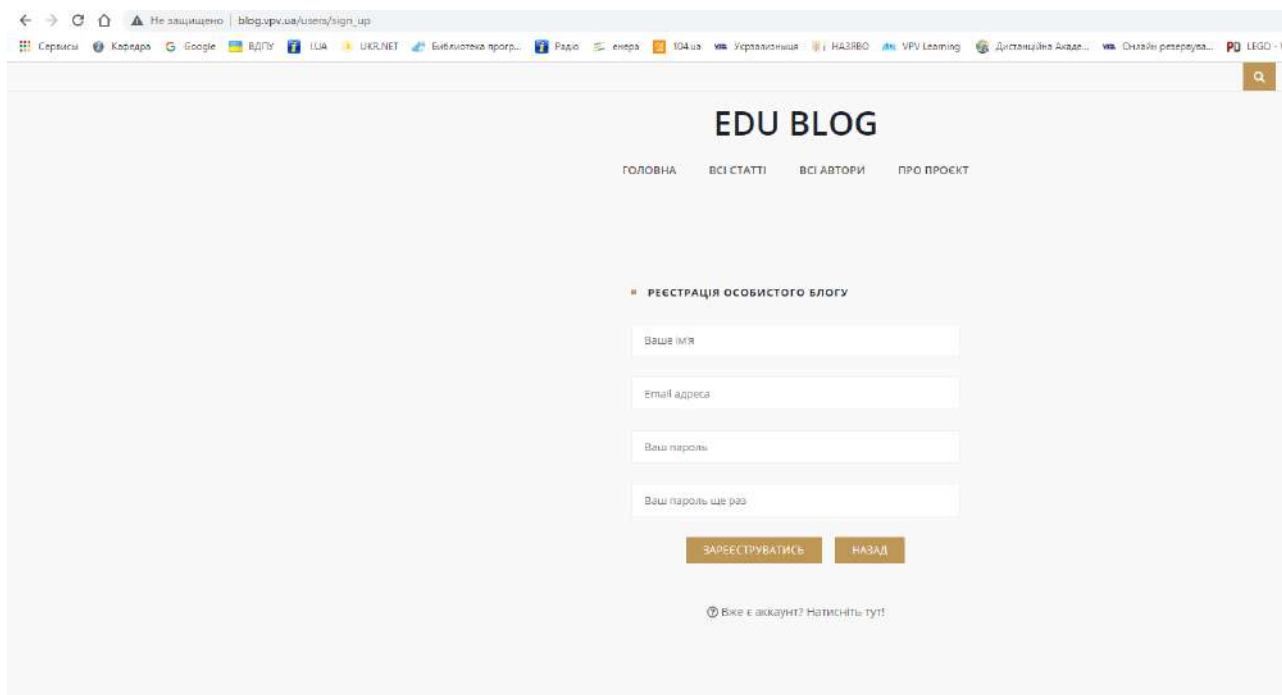 Не защищено | blog.vpv.ua/users/sign_up
Сервисы Кафедра Google ВДПУ I.UA UKR.NET Библиотека прогр... Радіо енера 104.ua Укрзализныця НАЗЯВО VPV Learning Дистанційна Акаде... Онлайн резервува... LEGO -
EDU BLOG
ГОЛОВНА ВСІ СТАТТІ ВСІ АВТОРИ ПРО ПРОЄКТ
РЕЄСТРАЦІЯ ОСОБИСТОГО БЛОГУ
Ваше ім'я
Email адреса
Ваш пароль
Ваш пароль ще раз
ЗАРЕЄСТРУВАТИСЬ НАЗАД
Вже є аккаунт? Натисніть тут!